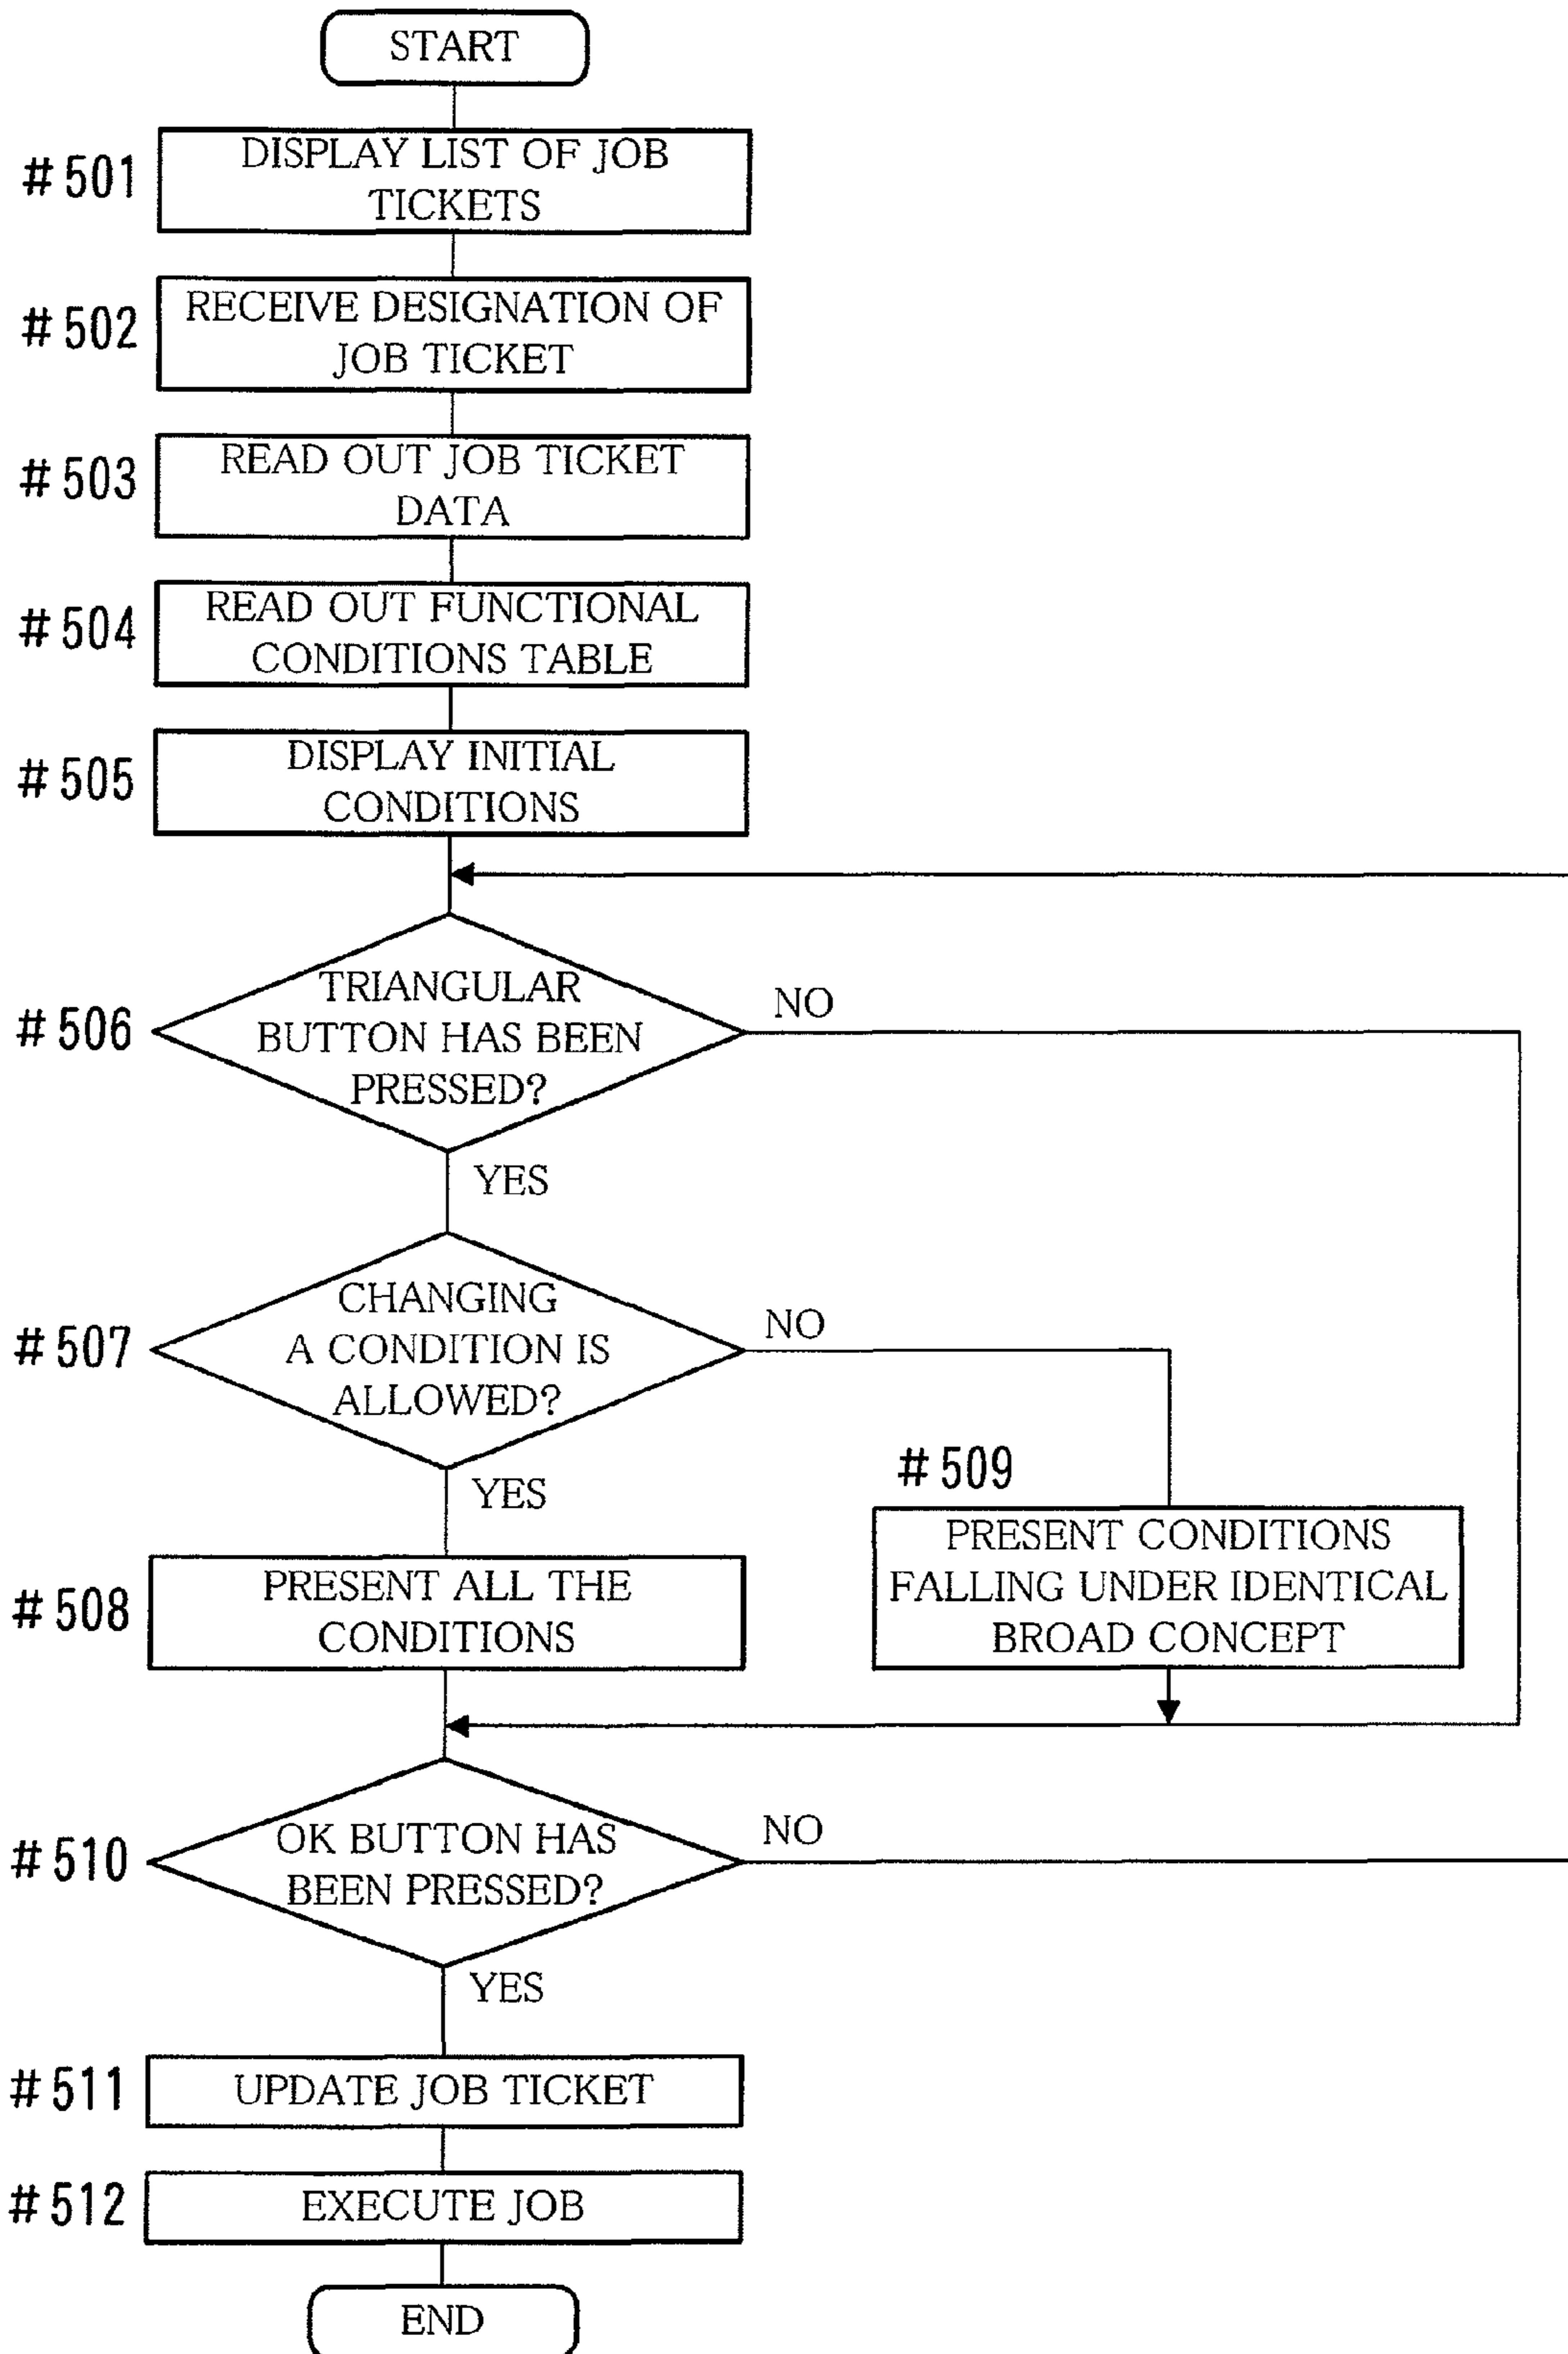 START
#501
DISPLAY LIST OF JOB
TICKETS
#502
RECEIVE DESIGNATION OF
JOB TICKET
#503
READ OUT JOB TICKET
DATA
#504
READ OUT FUNCTIONAL
CONDITIONS TABLE
#505
DISPLAY INITIAL
CONDITIONS
#506
TRIANGULAR
BUTTON HAS BEEN
PRESSED?
NO
YES
#507
CHANGING
A CONDITION IS
ALLOWED?
NO
YES
#508
PRESENT ALL THE
CONDITIONS
#509
PRESENT CONDITIONS
FALLING UNDER IDENTICAL
BROAD CONCEPT
#510
OK BUTTON HAS
BEEN PRESSED?
NO
YES
#511
UPDATE JOB TICKET
#512
EXECUTE JOB
END